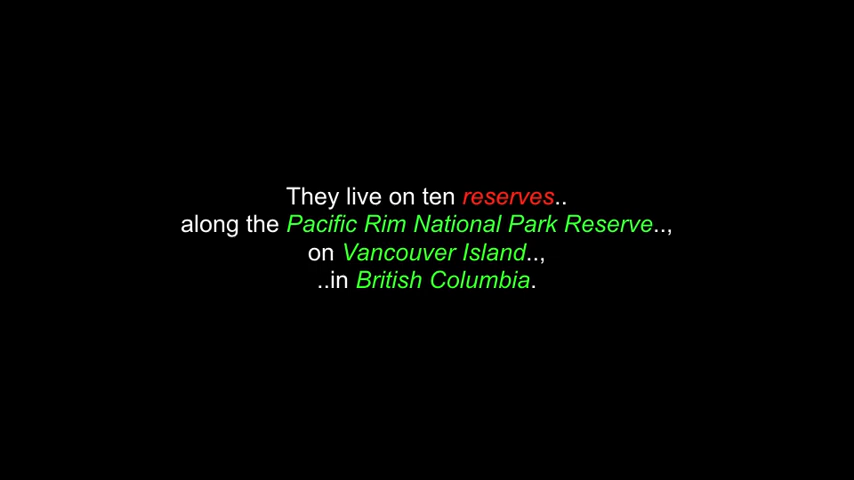 They live on ten reserves..
along the Pacific Rim National Park Reserve..,
on Vancouver Island..,
..in British Columbia.